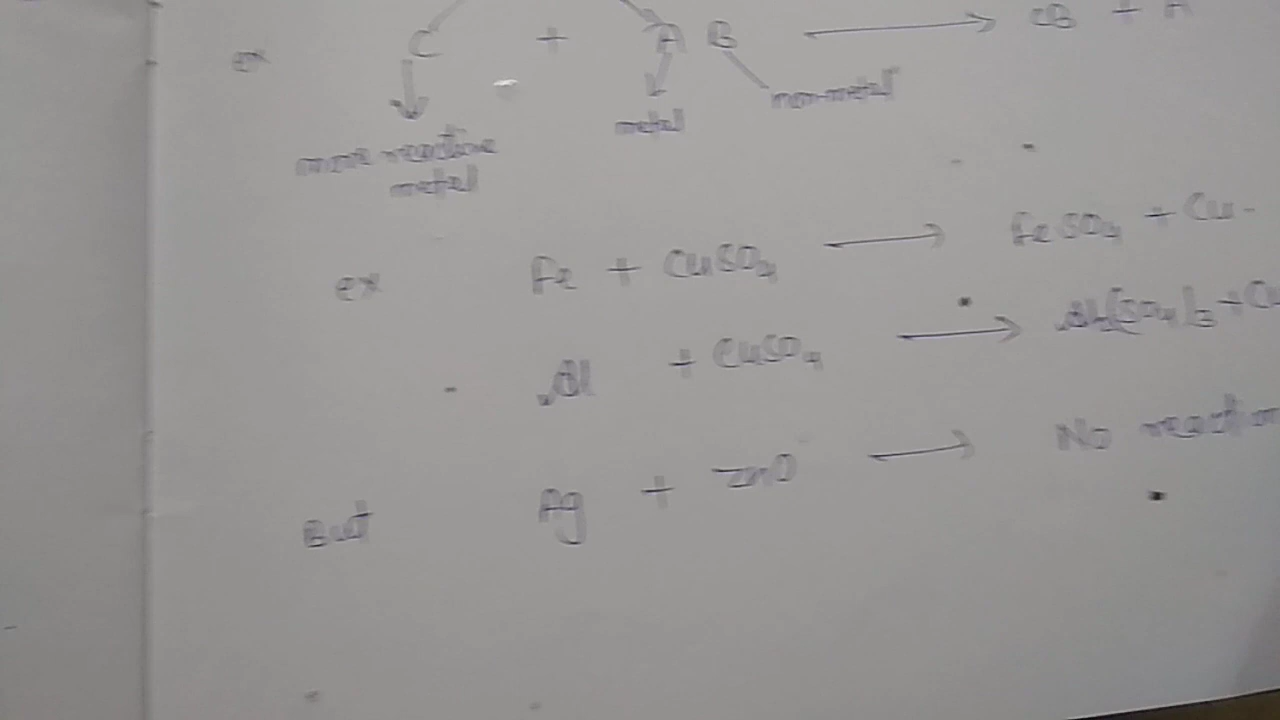 ex C + A B ⟶ CB + A
non-metal
metal
more reactive
metal
ex Fe + CuSO4 ⟶ FeSO4 + Cu-
Al + CuSO4 ⟶ Al2(SO4)3 + Cu
But Ag + ZnO ⟶ No reaction